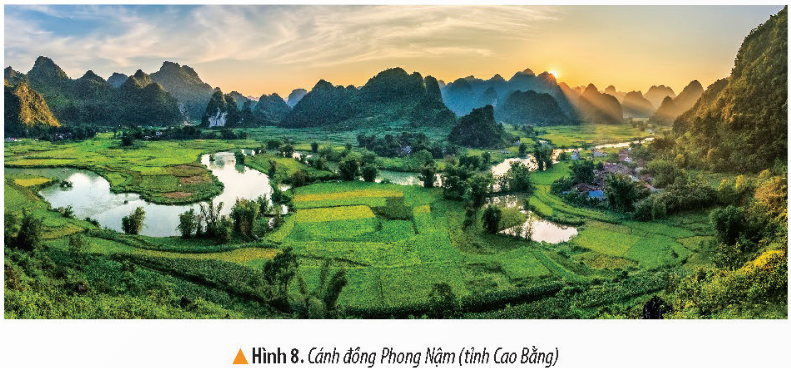 ▲ Hình 8. Cánh đồng Phong Nậm (tỉnh Cao Bằng)